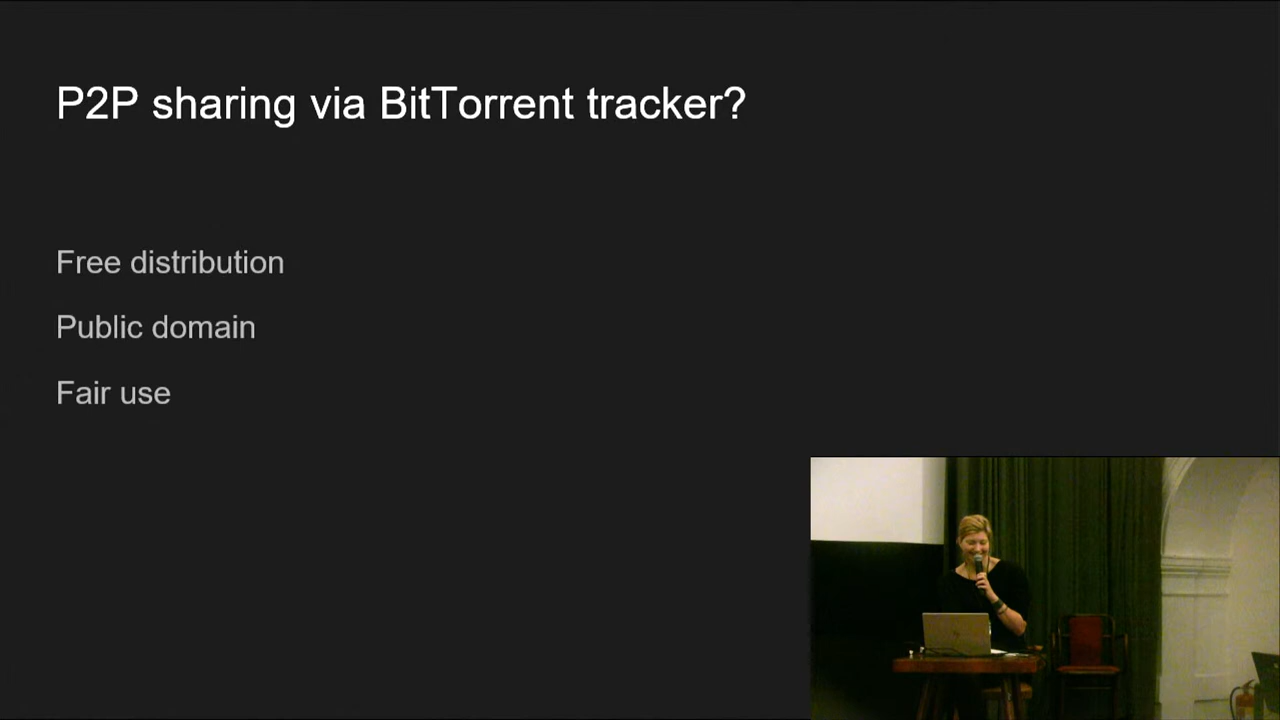 P2P sharing via BitTorrent tracker?
Free distribution
Public domain
Fair use